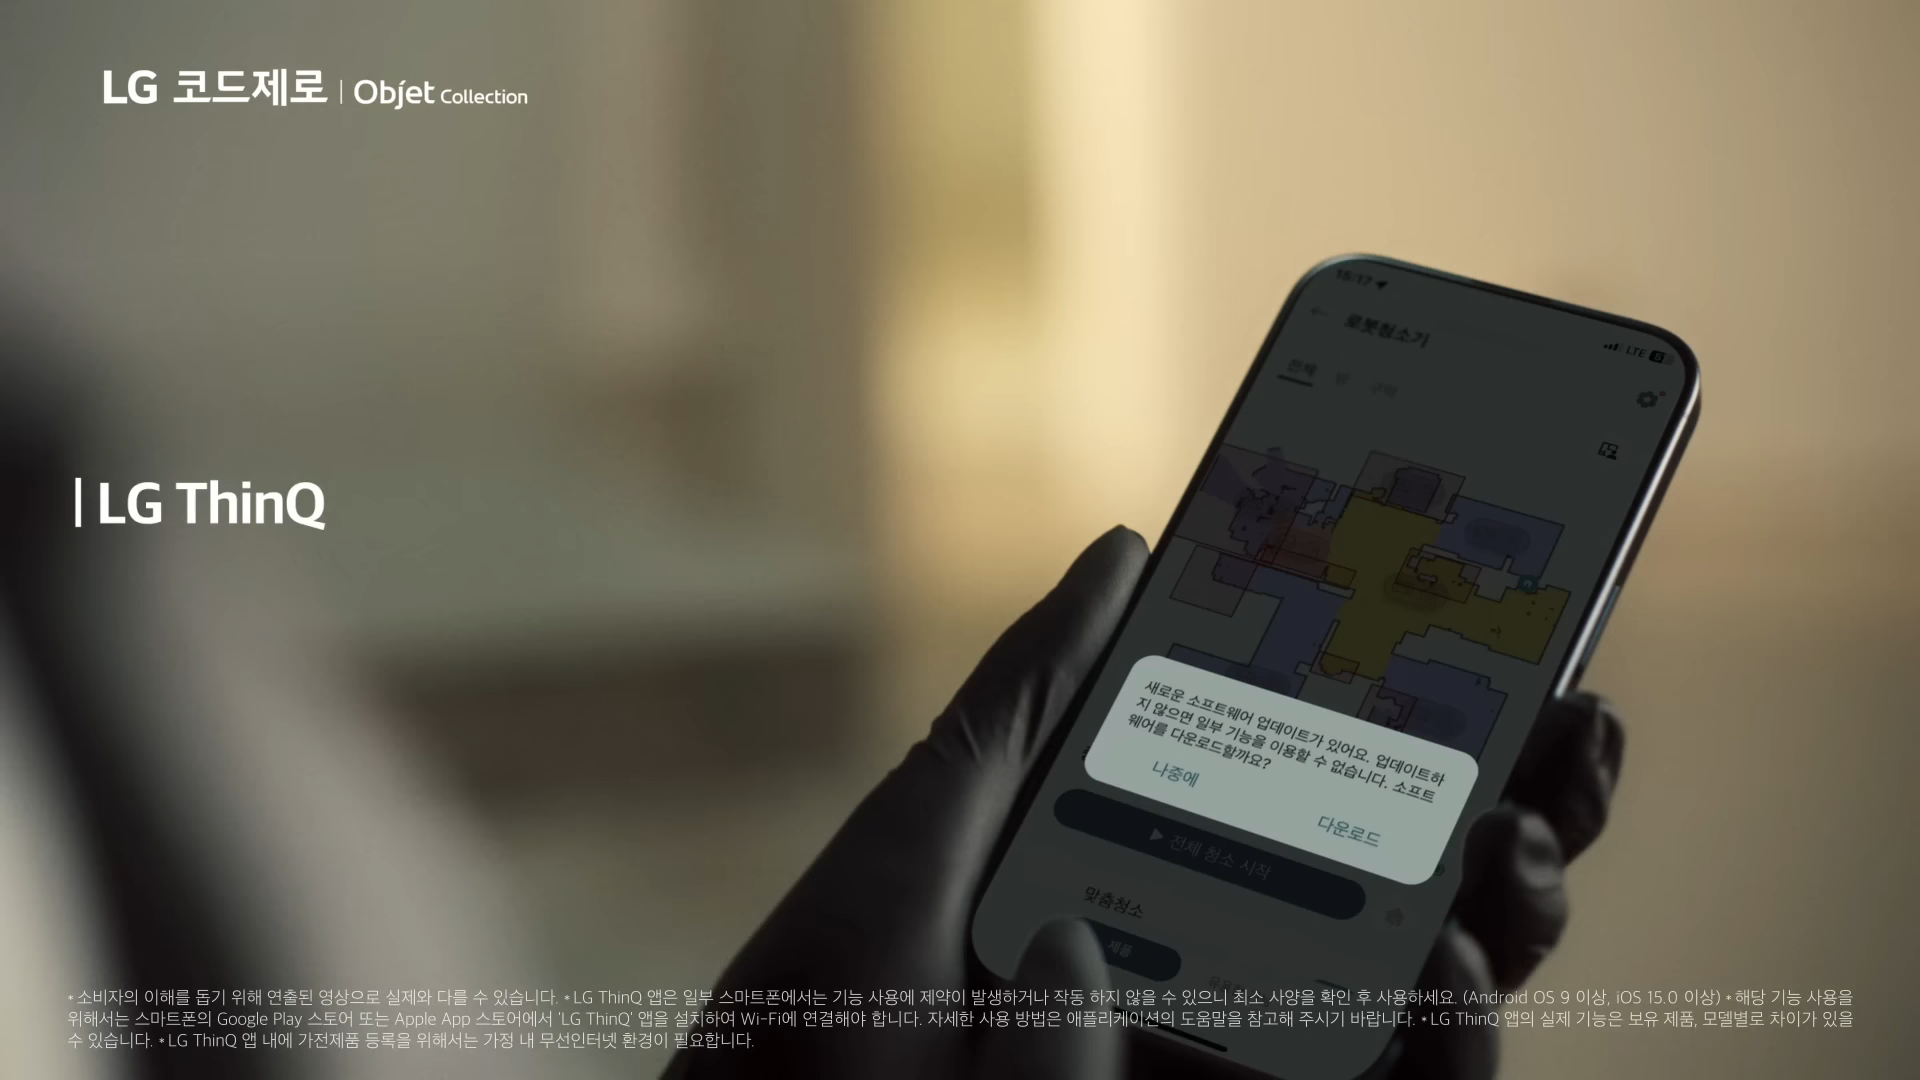 LG 코드제로 | Objet Collection
15:17
LTE
로봇청소기
전체 방 구역
| LG ThinQ
새로운 소프트웨어 업데이트가 있어요. 업데이트하
지 않으면 일부 기능을 이용할 수 없습니다. 소프트
웨어를 다운로드할까요?
나중에
다운로드
▶ 전체 청소 시작
맞춤청소
제품
* 소비자의 이해를 돕기 위해 연출된 영상으로 실제와 다를 수 있습니다. * LG ThinQ 앱은 일부 스마트폰에서는 기능 사용에 제약이 발생하거나 작동 하지 않을 수 있으니 최소 사양을 확인 후 사용하세요. (Android OS 9 이상, iOS 15.0 이상) * 해당 기능 사용을
위해서는 스마트폰의 Google Play 스토어 또는 Apple App 스토어에서 'LG ThinQ' 앱을 설치하여 Wi-Fi에 연결해야 합니다. 자세한 사용 방법은 애플리케이션의 도움말을 참고해 주시기 바랍니다. * LG ThinQ 앱의 실제 기능은 보유 제품, 모델별로 차이가 있을
수 있습니다. * LG ThinQ 앱 내에 가전제품 등록을 위해서는 가정 내 무선인터넷 환경이 필요합니다.